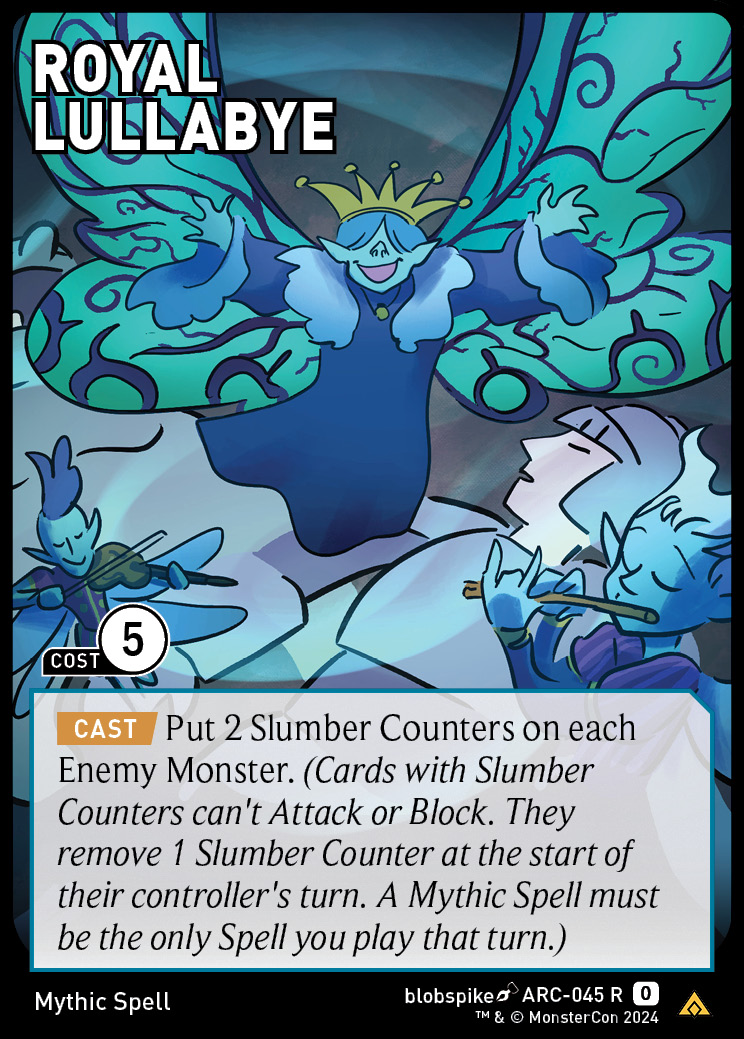 ROYAL
LULLABYE
COST 5
CAST Put 2 Slumber Counters on each
Enemy Monster. (Cards with Slumber
Counters can't Attack or Block. They
remove 1 Slumber Counter at the start of
their controller's turn. A Mythic Spell must
be the only Spell you play that turn.)
Mythic Spell
blobspike ARC-045 R 0
™ & © MonsterCon 2024